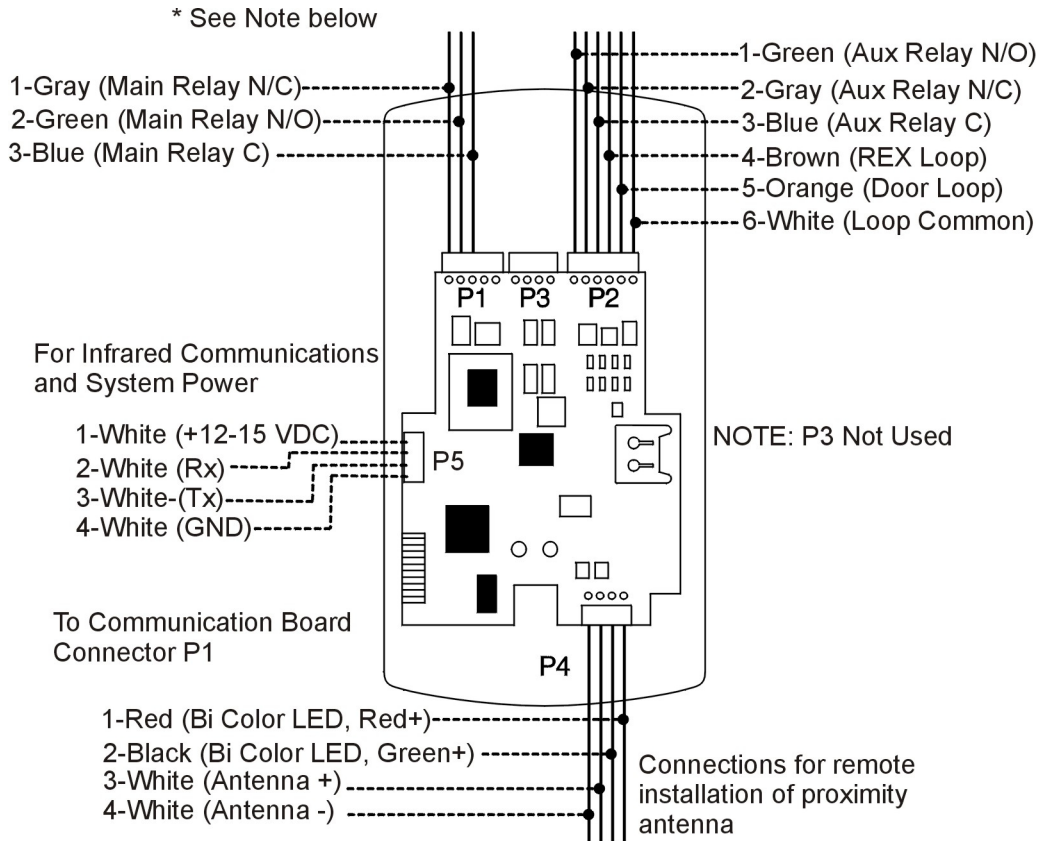 * See Note below
1-Gray (Main Relay N/C)
2-Green (Main Relay N/O)
3-Blue (Main Relay C)
1-Green (Aux Relay N/O)
2-Gray (Aux Relay N/C)
3-Blue (Aux Relay C)
4-Brown (REX Loop)
5-Orange (Door Loop)
6-White (Loop Common)
P1
P3
P2
For Infrared Communications
and System Power
1-White (+12-15 VDC)
2-White (Rx)
3-White-(Tx)
4-White (GND)
P5
NOTE: P3 Not Used
To Communication Board
Connector P1
P4
1-Red (Bi Color LED, Red+)
2-Black (Bi Color LED, Green+)
3-White (Antenna +)
4-White (Antenna -)
Connections for remote
installation of proximity
antenna